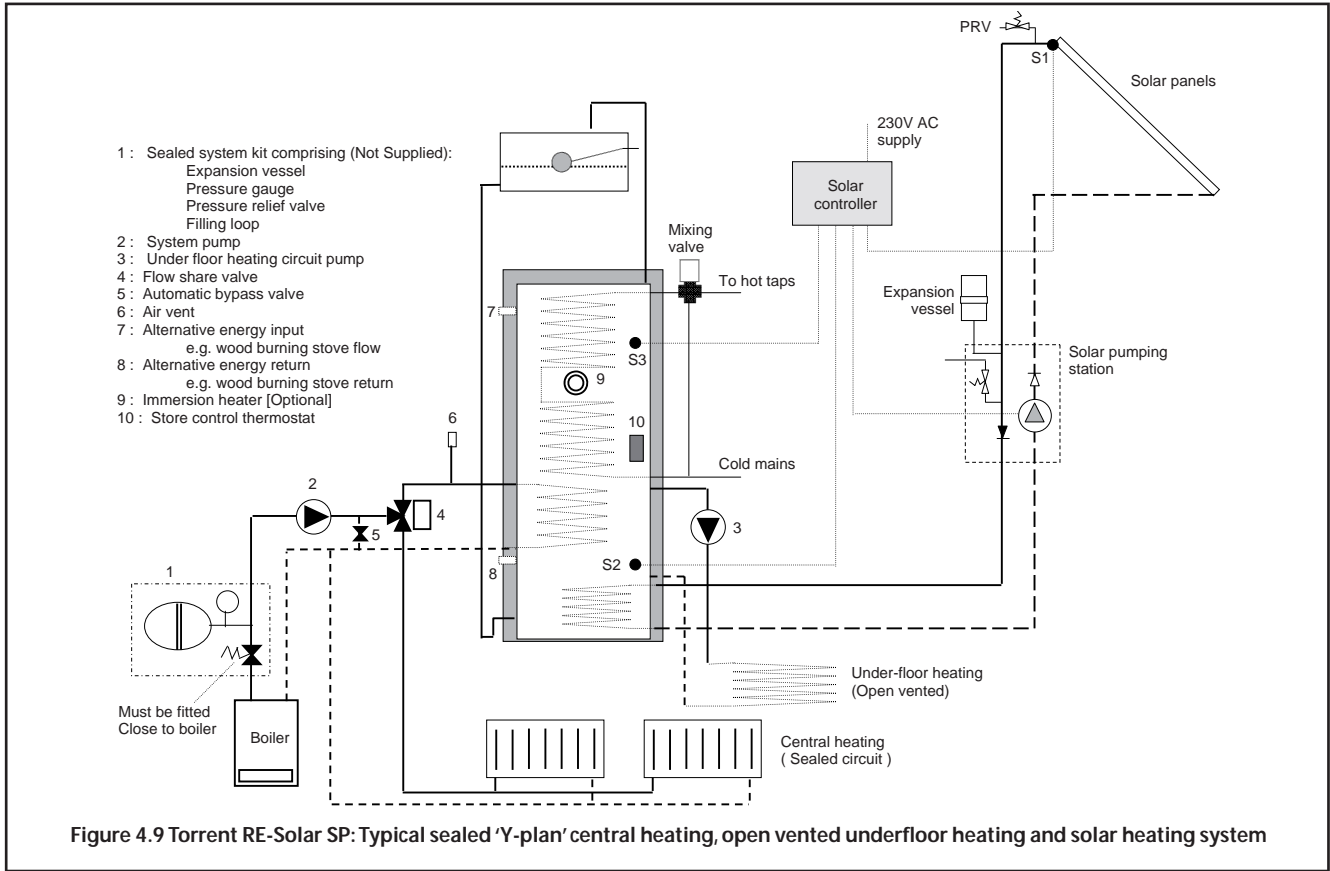 PRV
S1
Solar panels
230V AC
supply
1 : Sealed system kit comprising (Not Supplied):
Expansion vessel
Pressure gauge
Pressure relief valve
Filling loop
2 : System pump
3 : Under floor heating circuit pump
4 : Flow share valve
5 : Automatic bypass valve
6 : Air vent
7 : Alternative energy input
e.g. wood burning stove flow
8 : Alternative energy return
e.g. wood burning stove return
9 : Immersion heater [Optional]
10 : Store control thermostat
Solar
controller
Mixing
valve
To hot taps
Expansion
vessel
7
S3
Solar pumping
station
9
10
6
Cold mains
2
4
3
5
1
8
S2
Under-floor heating
(Open vented)
Must be fitted
Close to boiler
Boiler
Central heating
( Sealed circuit )
Figure 4.9 Torrent RE-Solar SP: Typical sealed ‘Y-plan’ central heating, open vented underfloor heating and solar heating system